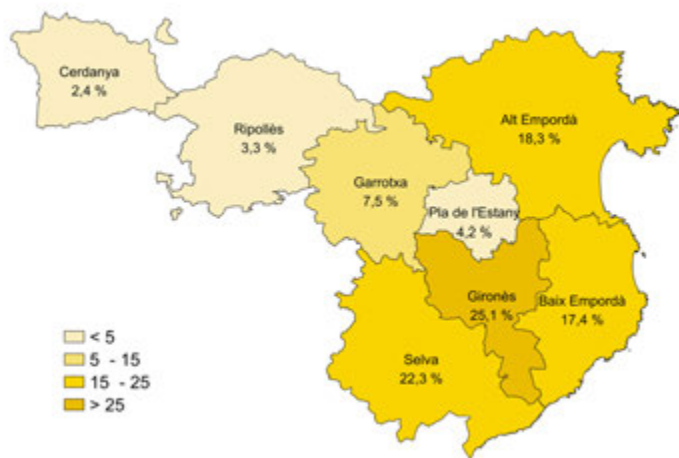 Cerdanya
2,4 %
Ripollès
3,3 %
Alt Empordà
18,3 %
Garrotxa
7,5 %
Pla de l'Estany
4,2 %
Gironès
25,1 %
Baix Empordà
17,4 %
Selva
22,3 %
< 5
5 - 15
15 - 25
> 25